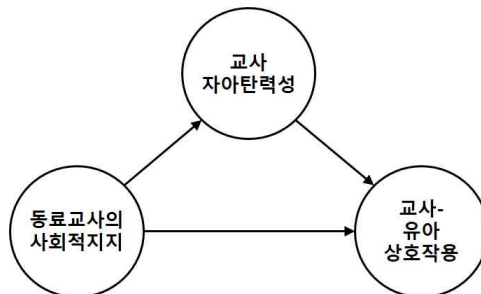 교사
자아탄력성
동료교사의
사회적지지
교사-
유아
상호작용